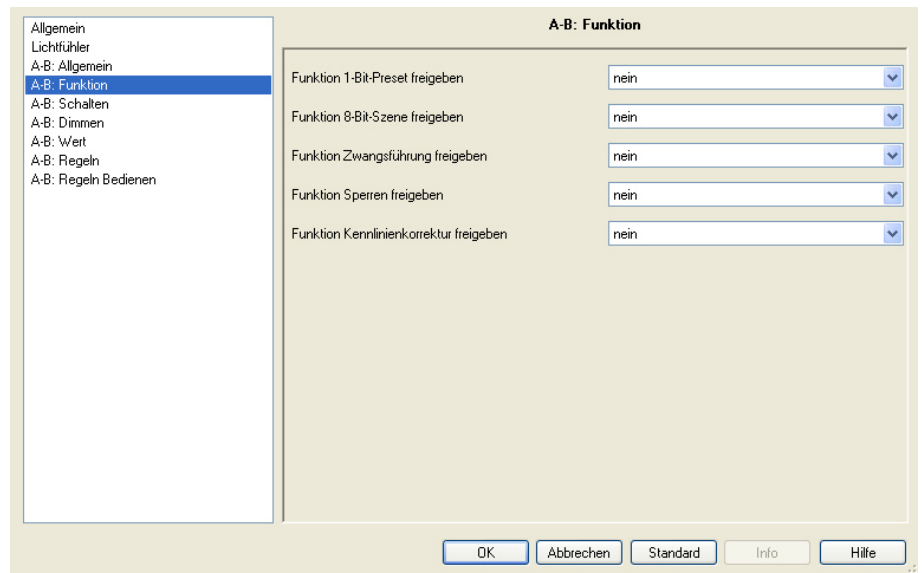 A-B: Funktion
Allgemein
Lichtfühler
A-B: Allgemein
A-B: Funktion
A-B: Schalten
A-B: Dimmen
A-B: Wert
A-B: Regeln
A-B: Regeln Bedienen
Funktion 1-Bit-Preset freigeben nein
Funktion 8-Bit-Szene freigeben nein
Funktion Zwangsführung freigeben nein
Funktion Sperren freigeben nein
Funktion Kennlinienkorrektur freigeben nein
OK Abbrechen Standard Info Hilfe